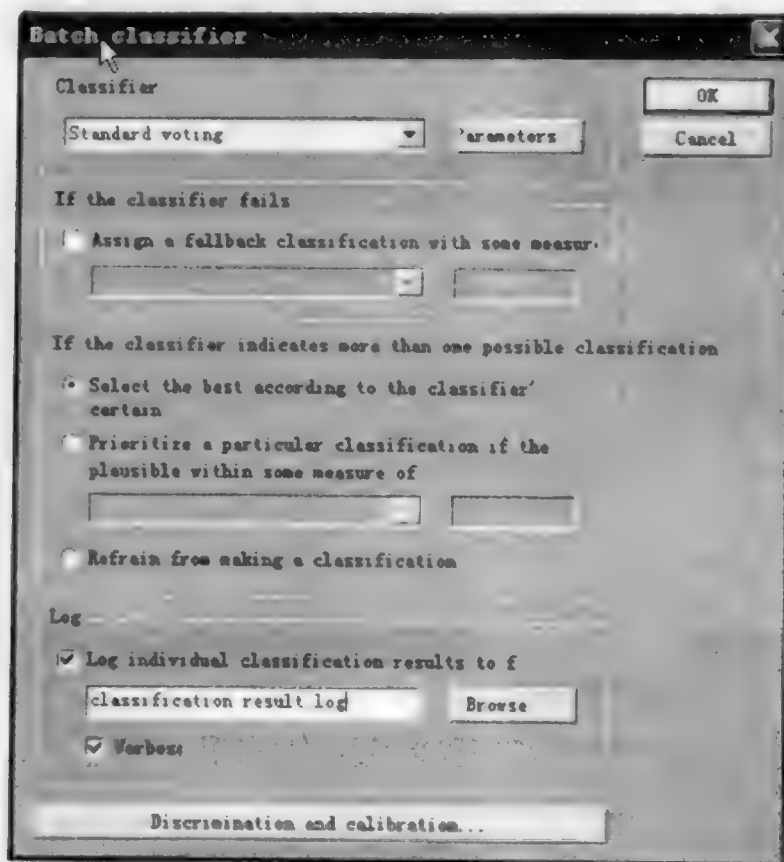 Batch classifier
Classifier
OK
Standard voting
arameters
Cancel
If the classifier fails
Assign a fallback classification with some measur
If the classifier indicates more than one possible classification
Select the best according to the classifier'
certain
Prioritize a particular classification if the
plausible within some measure of
Refrain from making a classification
Log
Log individual classification results to f
classification result log
Browse
Verbos
Discrimination and calibration...